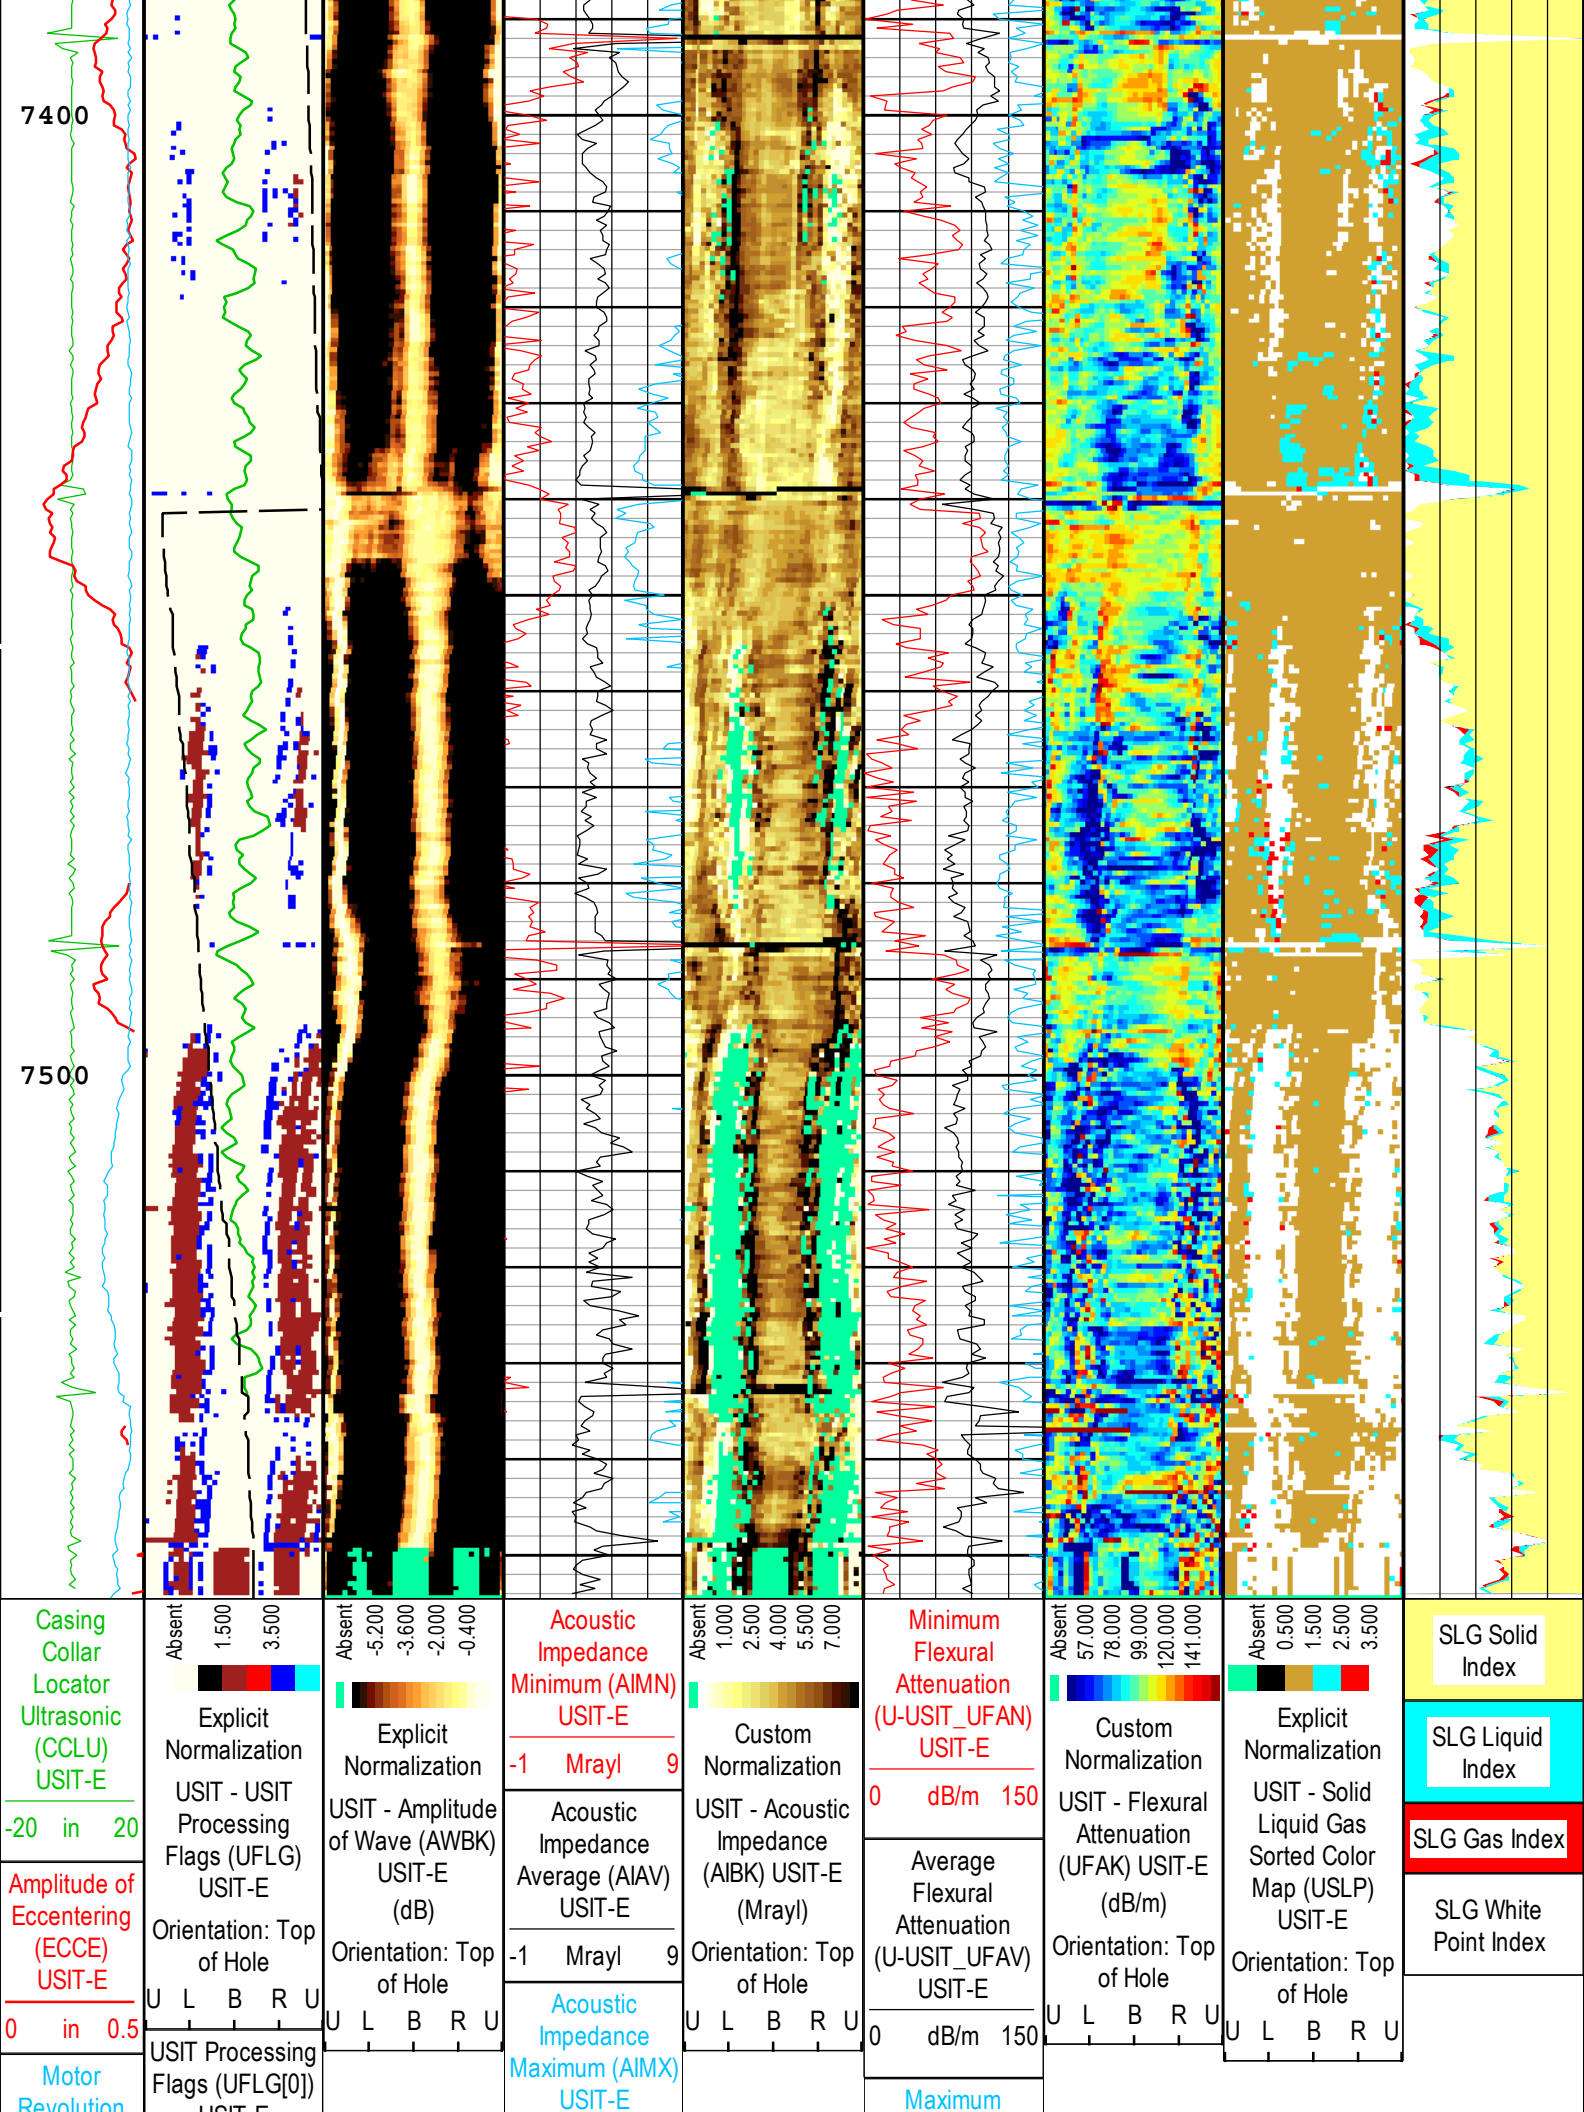 7400
7500
Casing
Collar
Locator
Ultrasonic
(CCLU)
USIT-E
-20 in 20
Amplitude of
Eccentering
(ECCE)
USIT-E
0 in 0.5
Motor
Revolution
Absent 1.500 3.500
Explicit
Normalization
USIT - USIT
Processing
Flags (UFLG)
USIT-E
Orientation: Top
of Hole
U L B R U
USIT Processing
Flags (UFLG[0])
USIT-E
Absent -5.200 -3.600 -2.000 -0.400
Explicit
Normalization
USIT - Amplitude
of Wave (AWBK)
USIT-E
(dB)
Orientation: Top
of Hole
U L B R U
Acoustic
Impedance
Minimum (AIMN)
USIT-E
-1 Mrayl 9
Acoustic
Impedance
Average (AIAV)
USIT-E
-1 Mrayl 9
Acoustic
Impedance
Maximum (AIMX)
USIT-E
Absent 1.000 2.500 4.000 5.500 7.000
Custom
Normalization
USIT - Acoustic
Impedance
(AIBK) USIT-E
(Mrayl)
Orientation: Top
of Hole
U L B R U
Minimum
Flexural
Attenuation
(U-USIT_UFAN)
USIT-E
0 dB/m 150
Average
Flexural
Attenuation
(U-USIT_UFAV)
USIT-E
0 dB/m 150
Maximum
Absent 57.000 78.000 99.000 120.000 141.000
Custom
Normalization
USIT - Flexural
Attenuation
(UFAK) USIT-E
(dB/m)
Orientation: Top
of Hole
U L B R U
Absent 0.500 1.500 2.500 3.500
Explicit
Normalization
USIT - Solid
Liquid Gas
Sorted Color
Map (USLP)
USIT-E
Orientation: Top
of Hole
U L B R U
SLG Solid
Index
SLG Liquid
Index
SLG Gas Index
SLG White
Point Index